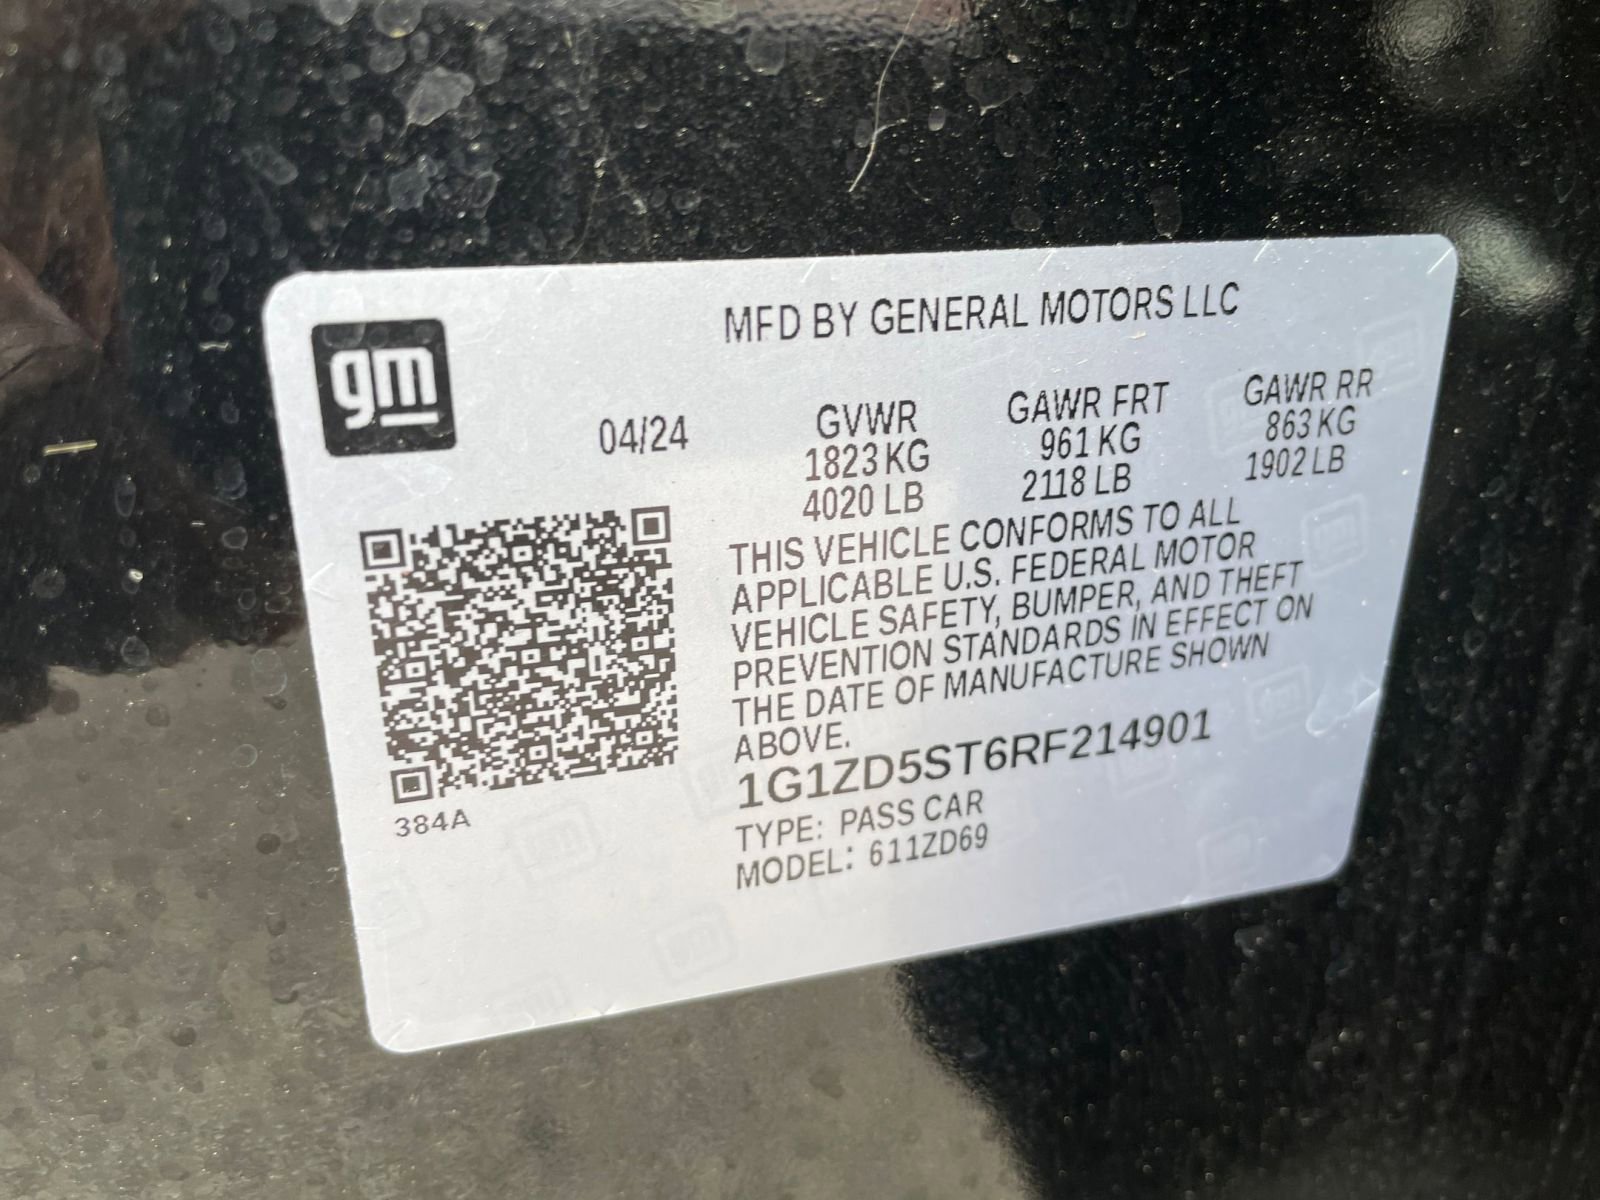 gm
MFD BY GENERAL MOTORS LLC
04/24
GVWR GAWR FRT GAWR RR
1823 KG 961 KG 863 KG
4020 LB 2118 LB 1902 LB
THIS VEHICLE CONFORMS TO ALL
APPLICABLE U.S. FEDERAL MOTOR
VEHICLE SAFETY, BUMPER, AND THEFT
PREVENTION STANDARDS IN EFFECT ON
THE DATE OF MANUFACTURE SHOWN
ABOVE.
1G1ZD5ST6RF214901
TYPE: PASS CAR
MODEL: 611ZD69
384A